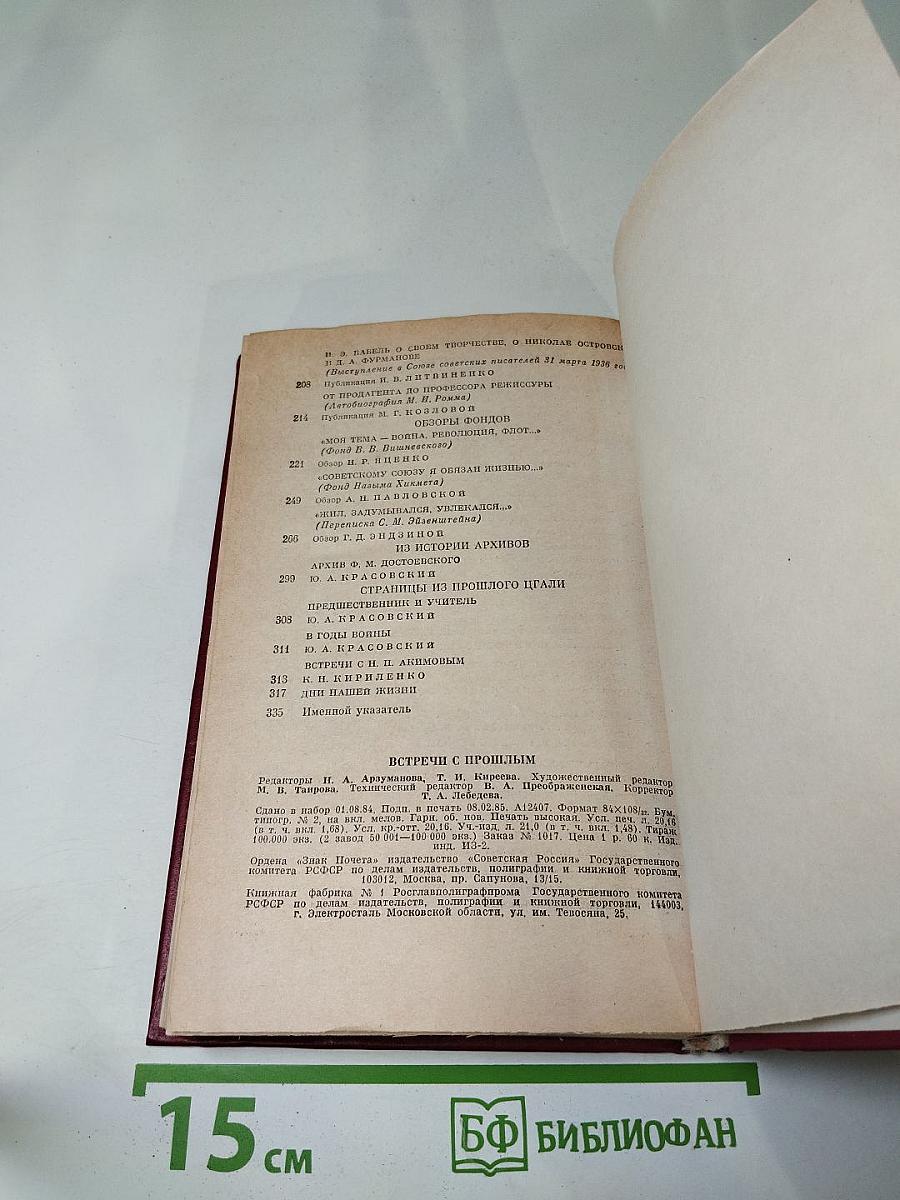 И. Э. БАБЕЛЬ О СВОЕМ ТВОРЧЕСТВЕ, О НИКОЛАЕ
И Д. А. ФУРМАНОВЕ
(Выступление в Союзе советских писателей 31 марта 1936
208 Публикация И. В. ЛИТВИНЕНКО
ОТ ПРОДАГЕНТА ДО ПРОФЕССОРА РЕЖИССУРЫ
(Автобиография М. И. Ромма)
214 Публикация М. Г. КОЗЛОВОЙ
ОБЗОРЫ ФОНДОВ
«МОЯ ТЕМА — ВОЙНА, РЕВОЛЮЦИЯ, ФЛОТ...»
(Фонд В. В. Вишневского)
221 Обзор Н. Р. ЯЦЕНКО
«СОВЕТСКОМУ СОЮЗУ Я ОБЯЗАН ЖИЗНЬЮ...»
(Фонд Назыма Хикмета)
249 Обзор А. Н. ПАВЛОВСКОЙ
«ЖИЛ, ЗАДУМЫВАЛСЯ, УВЛЕКАЛСЯ...»
(Переписка С. М. Эйзенштейна)
266 Обзор Г. Д. ЭНДЗИНОЙ
ИЗ ИСТОРИИ АРХИВОВ
АРХИВ Ф. М. ДОСТОЕВСКОГО
299 Ю. А. КРАСОВСКИЙ
СТРАНИЦЫ ИЗ ПРОШЛОГО ЦГАЛИ
ПРЕДШЕСТВЕННИК И УЧИТЕЛЬ
308 Ю. А. КРАСОВСКИЙ
В ГОДЫ ВОЙНЫ
311 Ю. А. КРАСОВСКИЙ
ВСТРЕЧИ С Н. П. АКИМОВЫМ
313 К. Н. КИРИЛЕНКО
317 ДНИ НАШЕЙ ЖИЗНИ
335 Именной указатель
ВСТРЕЧИ С ПРОШЛЫМ
Редакторы Н. А. Арзуманова, Т. И. Киреева. Художественный редактор
М. В. Таирова. Технический редактор В. А. Преображенская, Корректор
Т. А. Лебедева.
Сдано в набор 01.08.84. Подп. в печать 08.02.85. А12407. Формат 84×108/32. Бум.
типогр. № 2, на вкл. мелов. Гарн. об. нов. Печать высокая. Усл. печ. л. 20,16
(в т. ч. вкл. 1,68). Усл. кр.-отт. 20,16. Уч.-изд. л. 21,0 (в т. ч. вкл. 1,48). Тираж
100.000 экз. (2 завод 50.001—100.000 экз.) Заказ № 1017. Цена 1 р. 60 к. Изд.
инд. ИЗ-2.
Ордена «Знак Почета» издательство «Советская Россия» Государственного
комитета РСФСР по делам издательств, полиграфии и книжной торговли,
103012, Москва, пр. Сапунова, 13/15.
Книжная фабрика № 1 Росглавполиграфпрома Государственного комитета
РСФСР по делам издательств, полиграфии и книжной торговли, 144003,
г. Электросталь Московской области, ул. им. Тевосяна, 25,
15 см
БФ БИБЛИОФАН